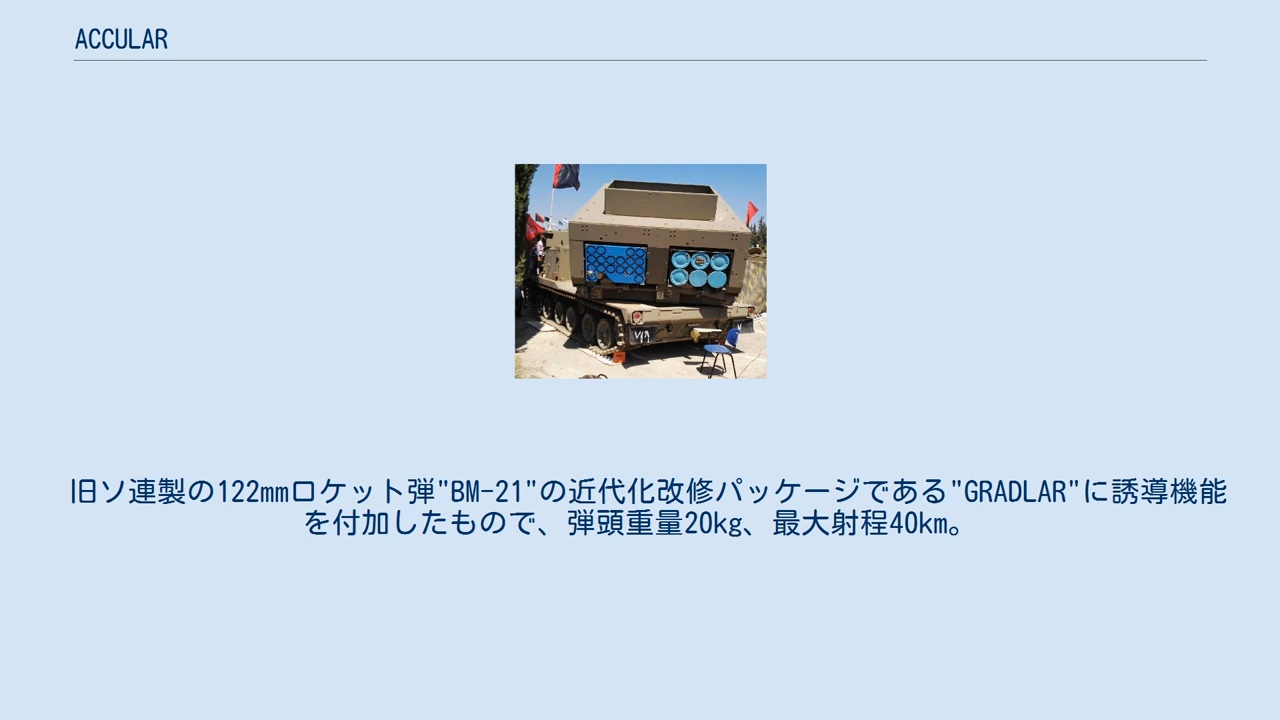 ACCULAR
旧ソ連製の122mmロケット弾"BM-21"の近代化改修パッケージである"GRADLAR"に誘導機能
を付加したもので、弾頭重量20kg、最大射程40km。